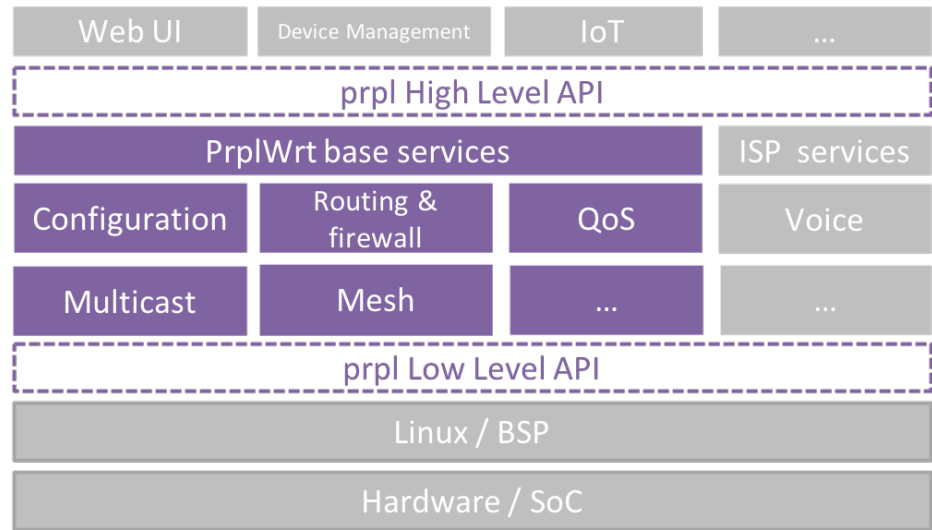 Web UI
Device Management
IoT
...
prpl High Level API
PrplWrt base services
ISP services
Configuration
Routing &
firewall
QoS
Voice
Multicast
Mesh
...
...
prpl Low Level API
Linux / BSP
Hardware / SoC